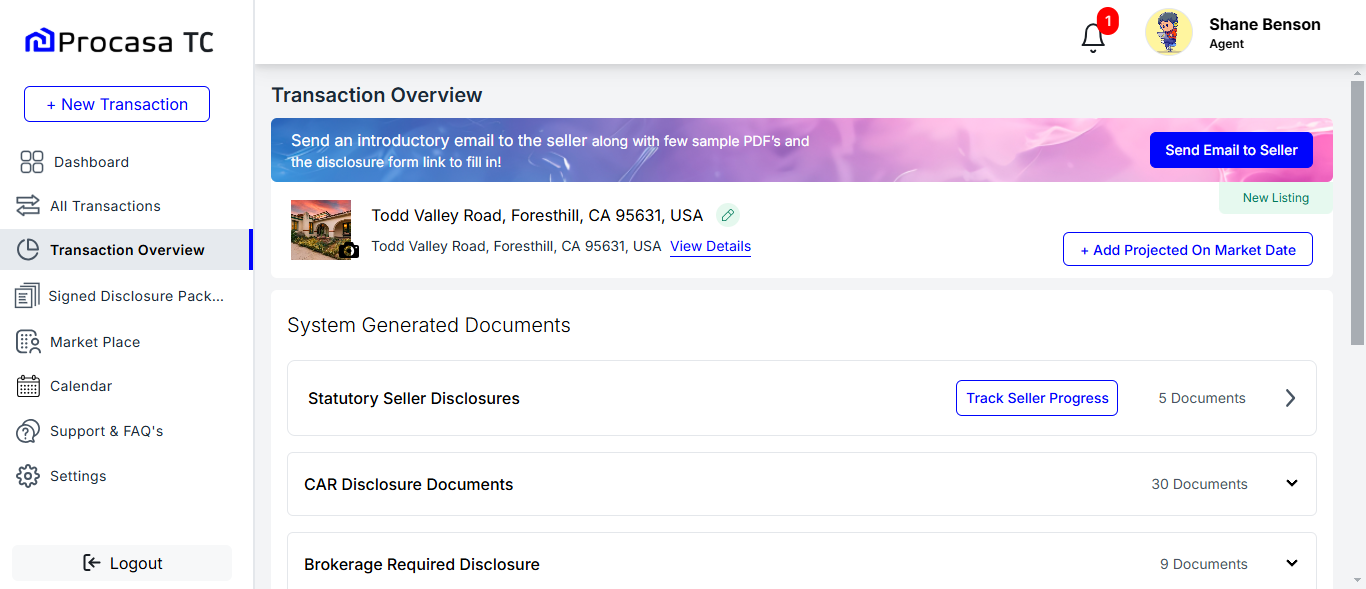 Procasa TC
+ New Transaction
Dashboard
All Transactions
Transaction Overview
Signed Disclosure Pack...
Market Place
Calendar
Support & FAQ's
Settings
Logout
1
Shane Benson
Agent
Transaction Overview
Send an introductory email to the seller along with few sample PDF's and
the disclosure form link to fill in!
Send Email to Seller
New Listing
Todd Valley Road, Foresthill, CA 95631, USA
Todd Valley Road, Foresthill, CA 95631, USA View Details
+ Add Projected On Market Date
System Generated Documents
Statutory Seller Disclosures
Track Seller Progress
5 Documents
CAR Disclosure Documents
30 Documents
Brokerage Required Disclosure
9 Documents